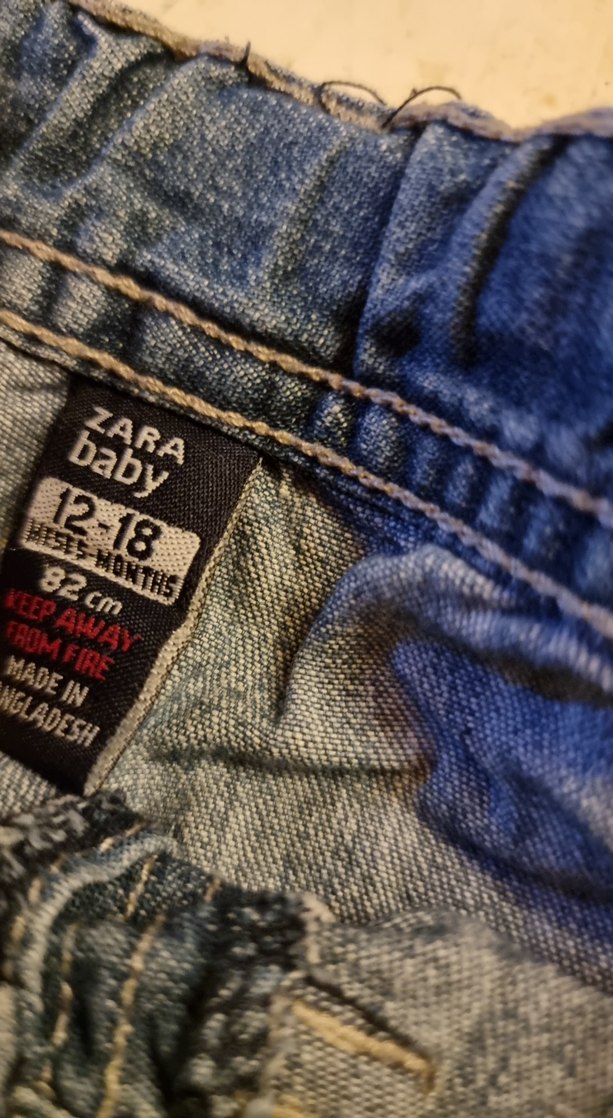 ZARA
baby
12-18
MESES-MONTHS
82 cm
KEEP AWAY
FROM FIRE
MADE IN